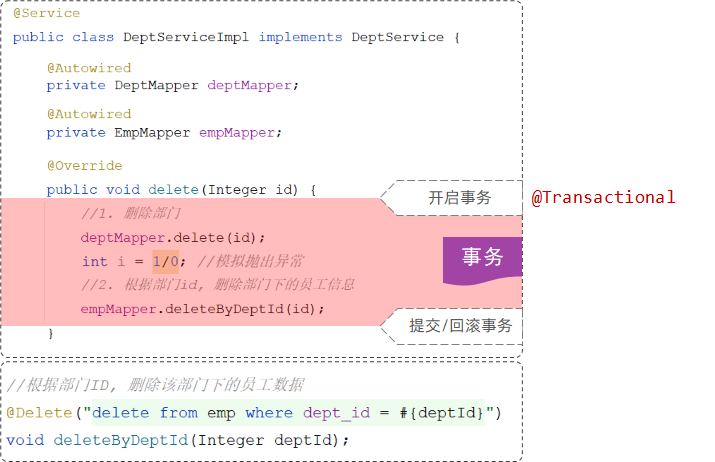 @Service
public class DeptServiceImpl implements DeptService {
@Autowired
private DeptMapper deptMapper;
@Autowired
private EmpMapper empMapper;
@Override
public void delete(Integer id) {
开启事务
@Transactional
//1. 删除部门
deptMapper.delete(id);
int i = 1/0; //模拟抛出异常
事务
//2. 根据部门id, 删除部门下的员工信息
empMapper.deleteByDeptId(id);
提交/回滚事务
}
//根据部门ID, 删除该部门下的员工数据
@Delete("delete from emp where dept_id = #{deptId}")
void deleteByDeptId(Integer deptId);